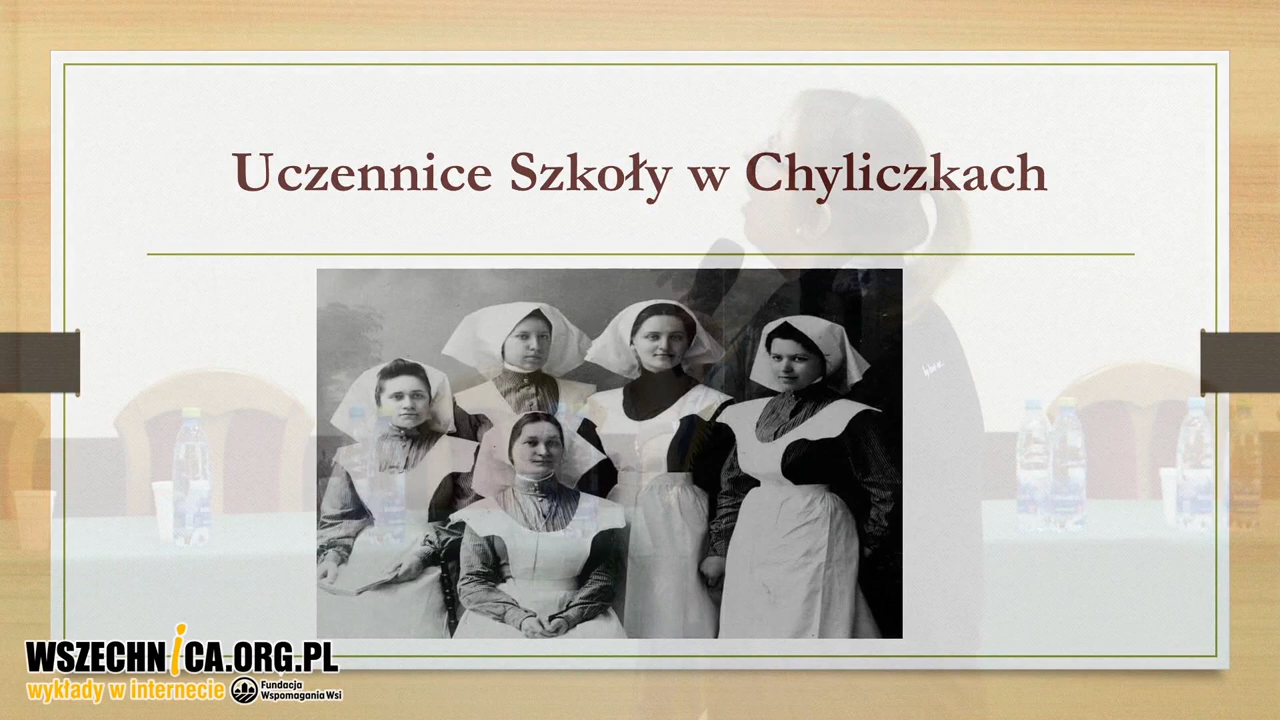 Uczennice Szkoły w Chyliczkach
WSZECHNICA.ORG.PL
wykłady w internecie
Fundacja
Wspomagania Wsi